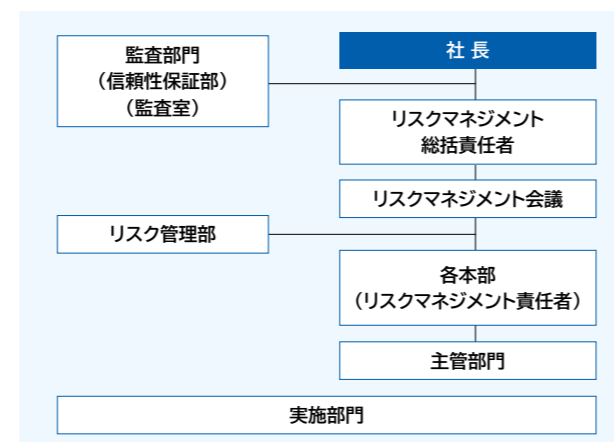 監査部門
（信頼性保証部）
（監査室）
社 長
リスクマネジメント
総括責任者
リスクマネジメント会議
リスク管理部
各本部
（リスクマネジメント責任者）
主管部門
実施部門